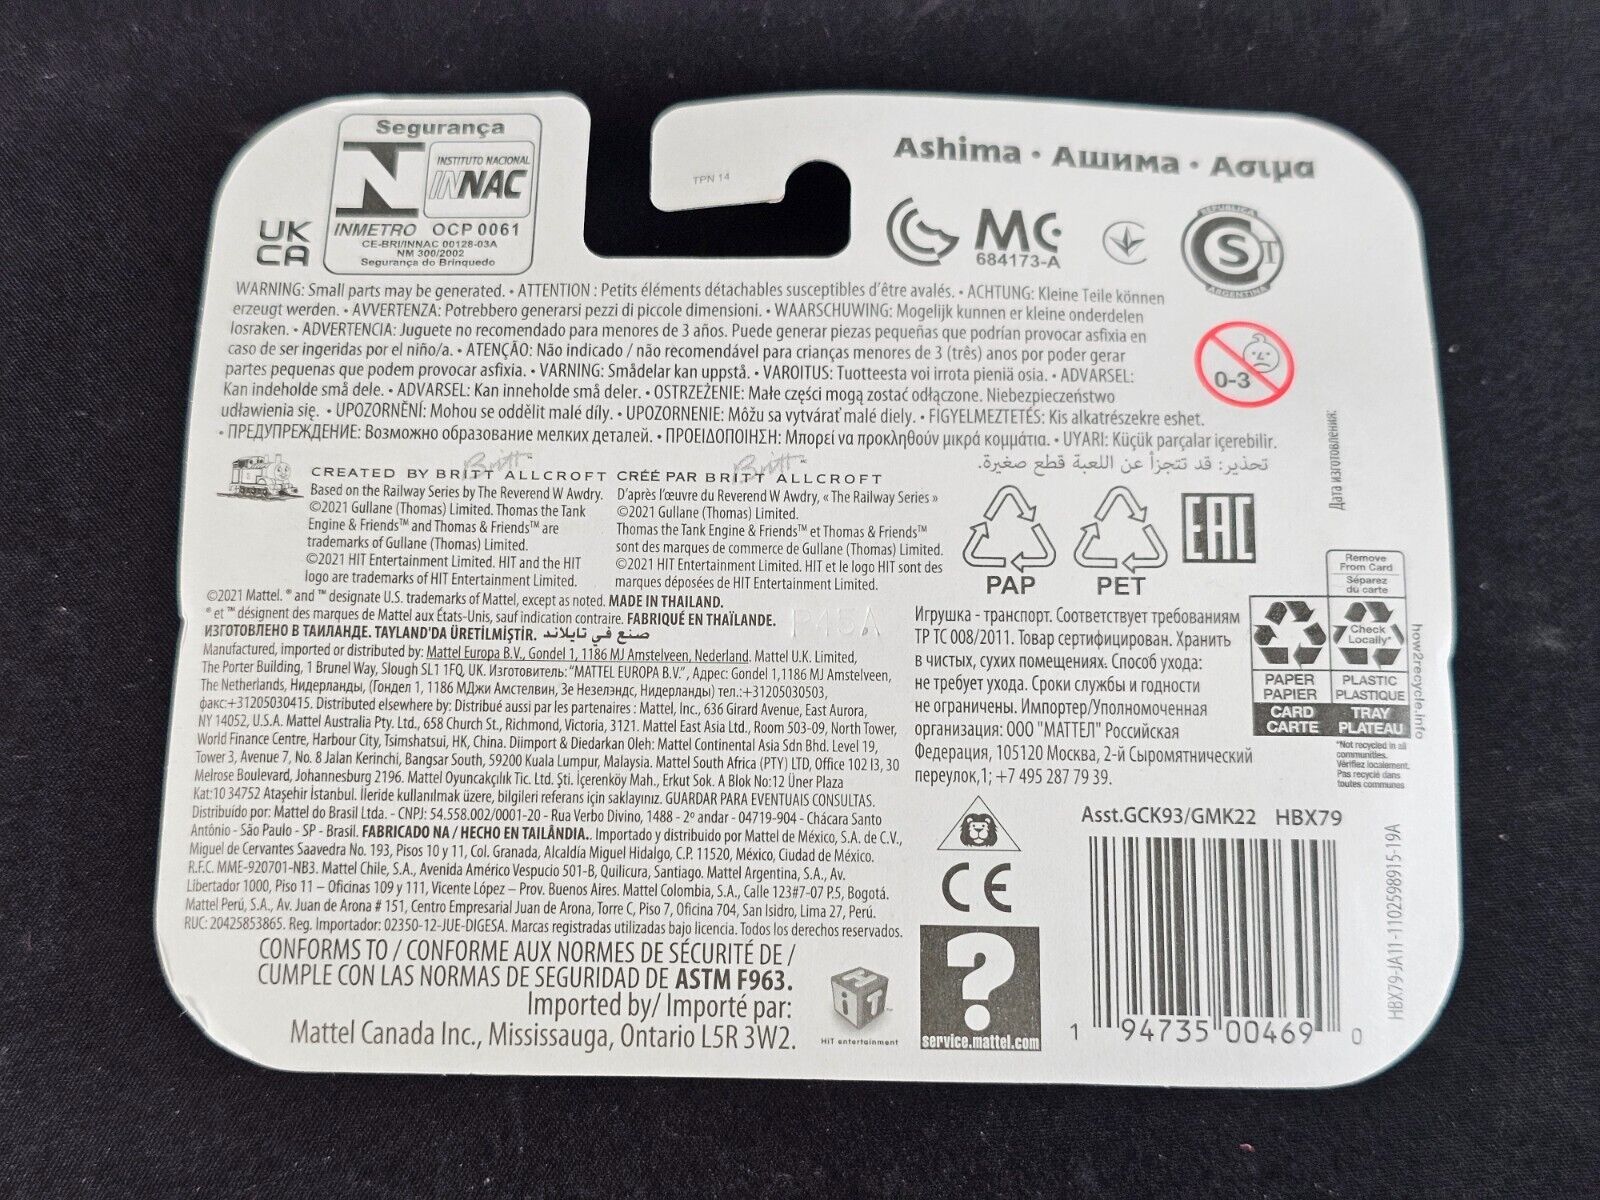 Segurança
INSTITUTO NACIONAL
INNAC
INMETRO OCP 0061
CE-BRI/INNAC 00128-03A
NM 300/2002
Segurança do Brinquedo
UK
CA
TPN 14
Ashima • Ашима • Ασιμα
MC
684173-A
REPUBLICA
S T
ARGENTINA
0-3
WARNING: Small parts may be generated. • ATTENTION : Petits éléments détachables susceptibles d'être avalés. • ACHTUNG: Kleine Teile können
erzeugt werden. • AVVERTENZA: Potrebbero generarsi pezzi di piccole dimensioni. • WAARSCHUWING: Mogelijk kunnen er kleine onderdelen
losraken. • ADVERTENCIA: Juguete no recomendado para menores de 3 años. Puede generar piezas pequeñas que podrían provocar asfixia en
caso de ser ingeridas por el niño/a. • ATENÇÃO: Não indicado / não recomendável para crianças menores de 3 (três) anos por poder gerar
partes pequenas que podem provocar asfixia. • VARNING: Smådelar kan uppstå. • VAROITUS: Tuotteesta voi irrota pieniä osia. • ADVARSEL:
Kan indeholde små dele. • ADVARSEL: Kan inneholde små deler. • OSTRZEŻENIE: Małe części mogą zostać odłączone. Niebezpieczeństwo
udławienia się. • UPOZORNĚNÍ: Mohou se oddělit malé díly. • UPOZORNENIE: Môžu sa vytvárať malé diely. • FIGYELMEZTETÉS: Kis alkatrészekre eshet.
• ПРЕДУПРЕЖДЕНИЕ: Возможно образование мелких деталей. • ΠΡΟΕΙΔΟΠΟΙΗΣΗ: Μπορεί να προκληθούν μικρά κομμάτια. • UYARI: Küçük parçalar içerebilir.
تحذير: قد تتجزأ عن اللعبة قطع صغيرة.
Дата изготовления:
CREATED BY BRITT ALLCROFT
Based on the Railway Series by The Reverend W Awdry.
©2021 Gullane (Thomas) Limited. Thomas the Tank
Engine & Friends™ and Thomas & Friends™ are
trademarks of Gullane (Thomas) Limited.
©2021 HIT Entertainment Limited. HIT and the HIT
logo are trademarks of HIT Entertainment Limited.
CRÉÉ PAR BRITT ALLCROFT
D'après l'œuvre du Reverend W Awdry, « The Railway Series »
©2021 Gullane (Thomas) Limited.
Thomas the Tank Engine & Friends™ et Thomas & Friends™
sont des marques de commerce de Gullane (Thomas) Limited.
©2021 HIT Entertainment Limited. HIT et le logo HIT sont des
marques déposées de HIT Entertainment Limited.
PAP
PET
EAC
©2021 Mattel. ® and ™ designate U.S. trademarks of Mattel, except as noted. MADE IN THAILAND.
® et ™ désignent des marques de Mattel aux États-Unis, sauf indication contraire. FABRIQUÉ EN THAÏLANDE.
ИЗГОТОВЛЕНО В ТАИЛАНДЕ. TAYLAND'DA ÜRETİLMİŞTİR. صنع في تايلاند
P45A
Manufactured, imported or distributed by: Mattel Europa B.V., Gondel 1, 1186 MJ Amstelveen, Nederland. Mattel U.K. Limited,
The Porter Building, 1 Brunel Way, Slough SL1 1FQ, UK. Изготовитель: "MATTEL EUROPA B.V.", Адрес: Gondel 1,1186 MJ Amstelveen,
The Netherlands, Нидерланды, (Гондел 1, 1186 МДжи Амстелвин, Зе Незелэндс, Нидерланды) тел.:+31205030503,
факс:+31205030415. Distributed elsewhere by: Distribué aussi par les partenaires : Mattel, Inc., 636 Girard Avenue, East Aurora,
NY 14052, U.S.A. Mattel Australia Pty. Ltd., 658 Church St., Richmond, Victoria, 3121. Mattel East Asia Ltd., Room 503-09, North Tower,
World Finance Centre, Harbour City, Tsimshatsui, HK, China. Diimport & Diedarkan Oleh: Mattel Continental Asia Sdn Bhd. Level 19,
Tower 3, Avenue 7, No. 8 Jalan Kerinchi, Bangsar South, 59200 Kuala Lumpur, Malaysia. Mattel South Africa (PTY) LTD, Office 102 I3, 30
Melrose Boulevard, Johannesburg 2196. Mattel Oyuncakçılık Tic. Ltd. Şti. İçerenköy Mah., Erkut Sok. A Blok No:12 Üner Plaza
Kat:10 34752 Ataşehir İstanbul. İleride kullanılmak üzere, bilgileri referans için saklayınız. GUARDAR PARA EVENTUAIS CONSULTAS.
Distribuído por: Mattel do Brasil Ltda. - CNPJ: 54.558.002/0001-20 - Rua Verbo Divino, 1488 - 2º andar - 04719-904 - Chácara Santo
Antônio - São Paulo - SP - Brasil. FABRICADO NA / HECHO EN TAILÂNDIA.. Importado y distribuido por Mattel de México, S.A. de C.V.,
Miguel de Cervantes Saavedra No. 193, Pisos 10 y 11, Col. Granada, Alcaldía Miguel Hidalgo, C.P. 11520, México, Ciudad de México.
R.F.C. MME-920701-NB3. Mattel Chile, S.A., Avenida Américo Vespucio 501-B, Quilicura, Santiago. Mattel Argentina, S.A., Av.
Libertador 1000, Piso 11 – Oficinas 109 y 111, Vicente López – Prov. Buenos Aires. Mattel Colombia, S.A., Calle 123#7-07 P.5, Bogotá.
Mattel Perú, S.A., Av. Juan de Arona # 151, Centro Empresarial Juan de Arona, Torre C, Piso 7, Oficina 704, San Isidro, Lima 27, Perú.
RUC: 20425853865. Reg. Importador: 02350-12-JUE-DIGESA. Marcas registradas utilizadas bajo licencia. Todos los derechos reservados.
CONFORMS TO / CONFORME AUX NORMES DE SÉCURITÉ DE /
CUMPLE CON LAS NORMAS DE SEGURIDAD DE ASTM F963.
Imported by/ Importé par:
Mattel Canada Inc., Mississauga, Ontario L5R 3W2.
HIT
HiT entertainment
Игрушка - транспорт. Соответствует требованиям
ТР ТС 008/2011. Товар сертифицирован. Хранить
в чистых, сухих помещениях. Способ ухода:
не требует ухода. Сроки службы и годности
не ограничены. Импортер/Уполномоченная
организация: ООО "МАТТЕЛ" Российская
Федерация, 105120 Москва, 2-й Сыромятнический
переулок,1; +7 495 287 79 39.
Remove
From Card
Séparez
du carte
Check
Locally*
PAPER
PAPIER
CARD
CARTE
PLASTIC
PLASTIQUE
TRAY
PLATEAU
*Not recycled in all
communities.
Vérifiez localement.
Pas recyclé dans
toutes communes
how2recycle.info
CE
?
service.mattel.com
Asst.GCK93/GMK22 HBX79
1 94735 00469 0
HBX79-JA11-1102598915-19A